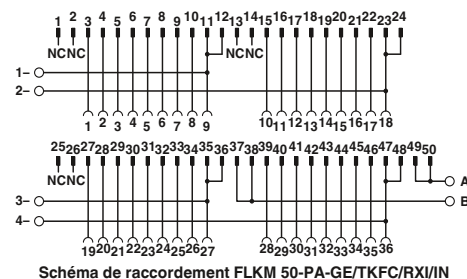 1 2 3 4 5 6 7 8 9 10 11 12 13 14 15 16 17 18 19 20 21 22 23 24
NC NC NC NC
1–
2–
1 2 3 4 5 6 7 8 9 10 11 12 13 14 15 16 17 18
25 26 27 28 29 30 31 32 33 34 35 36 37 38 39 40 41 42 43 44 45 46 47 48 49 50
NC NC
A
B
3–
4–
19 20 21 22 23 24 25 26 27 28 29 30 31 32 33 34 35 36
Schéma de raccordement FLKM 50-PA-GE/TKFC/RXI/IN